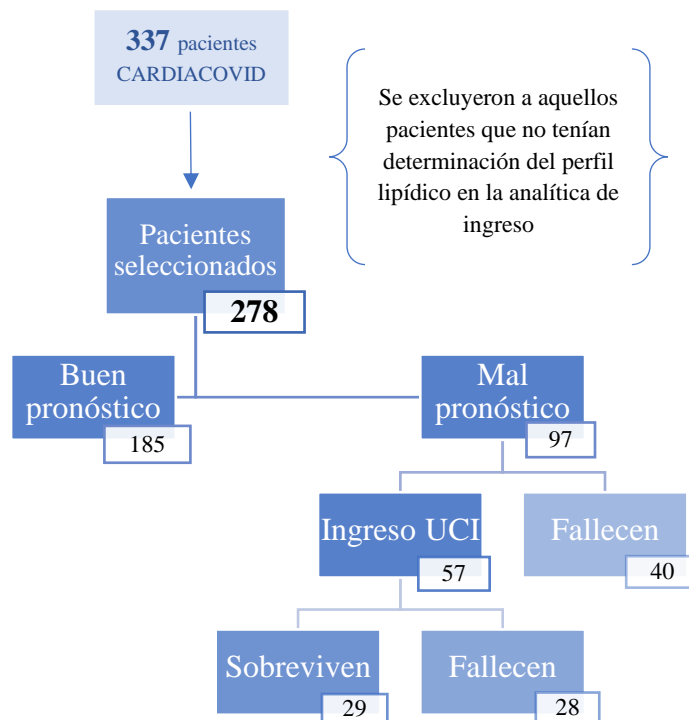 337 pacientes
CARDIACOVID
Se excluyeron a aquellos
pacientes que no tenían
determinación del perfil
lipídico en la analítica de
ingreso
Pacientes
seleccionados
278
Buen
pronóstico
185
Mal
pronóstico
97
Ingreso UCI
57
Fallecen
40
Sobreviven
29
Fallecen
28